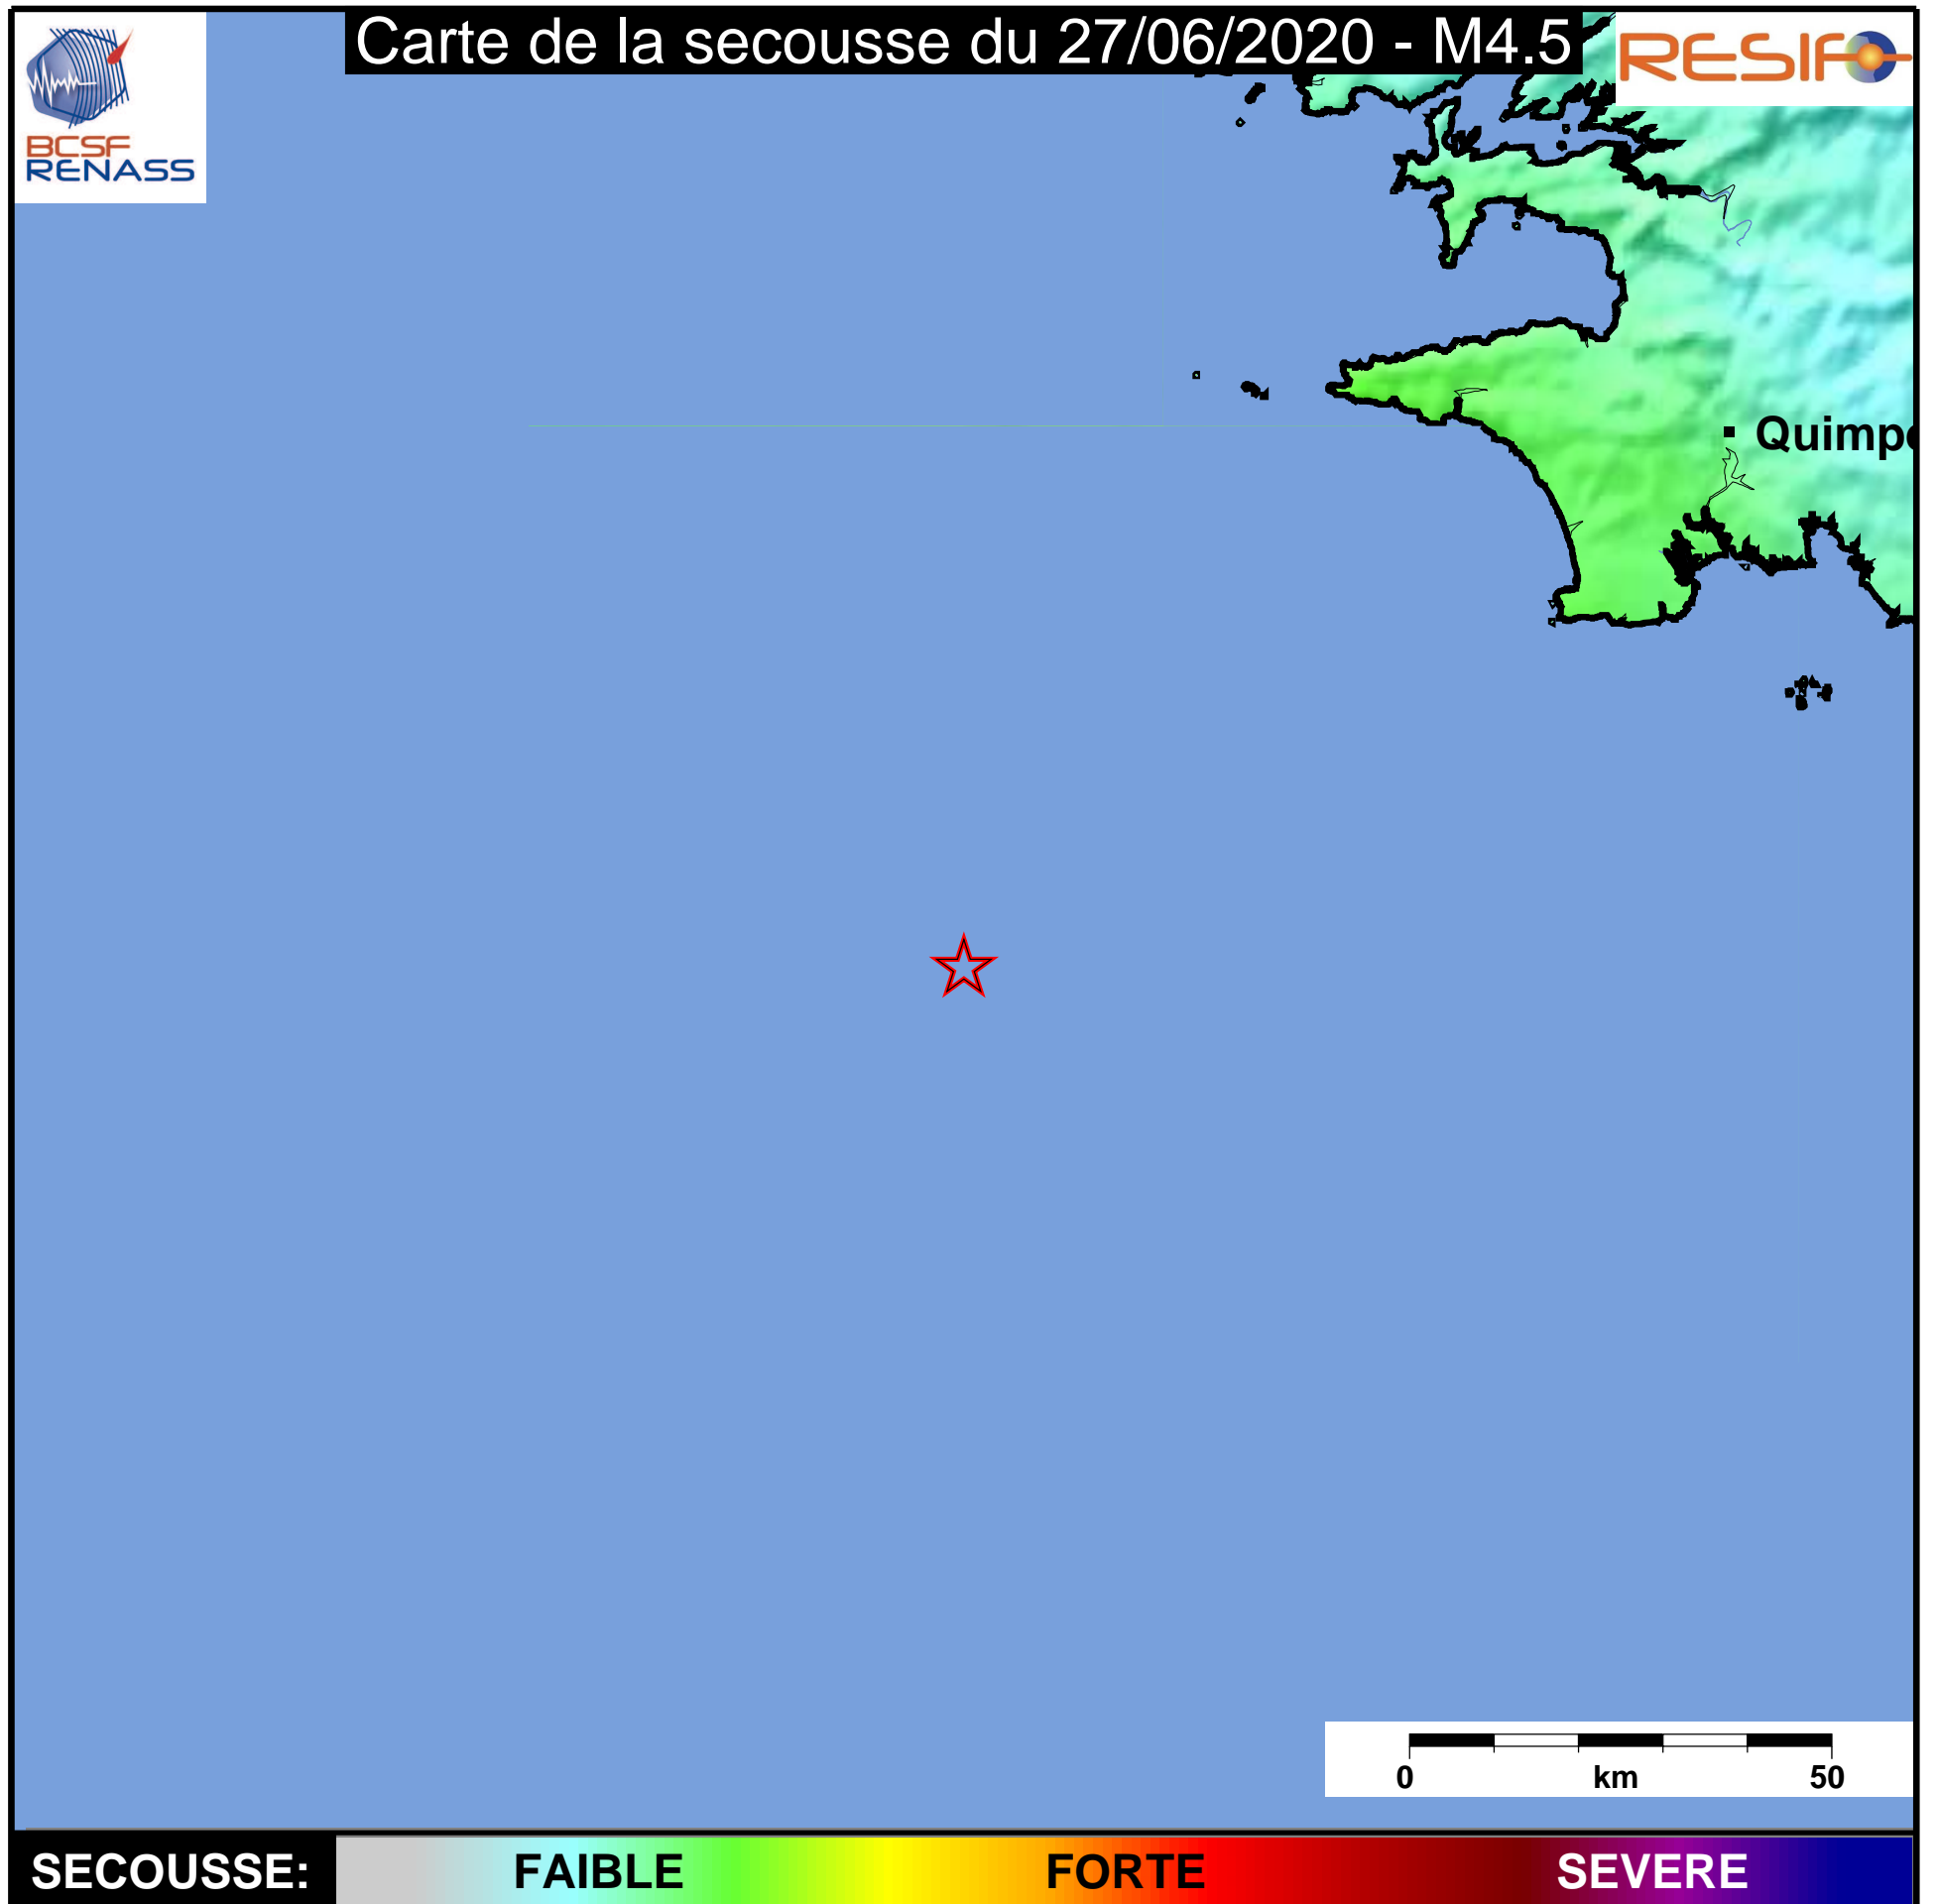 Carte de la secousse du 27/06/2020 - M4.5
RESIF
BCSF
RENASS
Quimpe
0 km 50
SECOUSSE: FAIBLE FORTE SEVERE